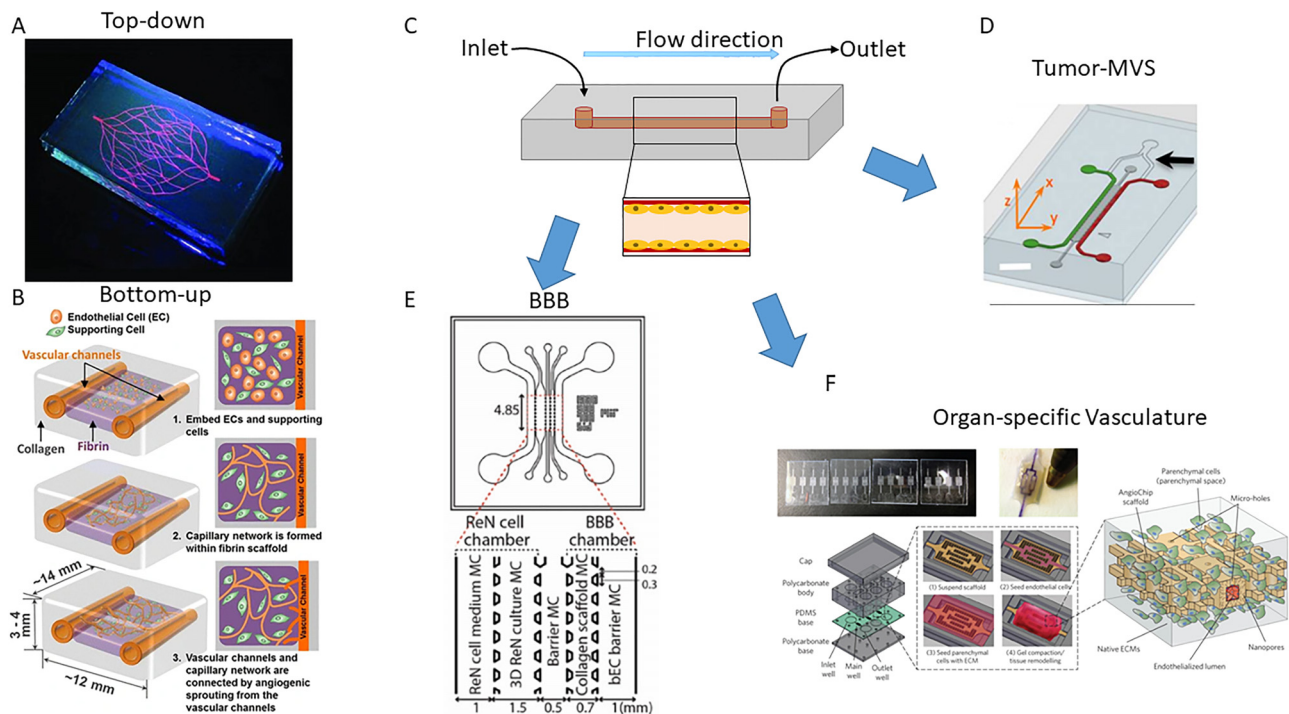 A
Top-down
B
Bottom-up
Endothelial Cell (EC)
Supporting Cell
Vascular channels
Collagen
Fibrin
Vascular Channel
1. Embed ECs and supporting
cells
Vascular Channel
2. Capillary network is formed
within fibrin scaffold
~14 mm
3 - 4
mm
~12 mm
Vascular Channel
3. Vascular channels and
capillary network are
connected by angiogenic
sprouting from the
vascular channels
C
Inlet
Flow direction
Outlet
D
Tumor-MVS
z
x
y
E
BBB
4.85
ReN cell
chamber
BBB
chamber
ReN cell medium MC
3D ReN culture MC
Barrier MC
Collagen scaffold MC
bEC barrier MC
0.2
0.3
1
1.5
0.5
0.7
1(mm)
F
Organ-specific Vasculature
Cap
Polycarbonate
body
PDMS
base
Polycarbonate
base
Inlet
well
Main
well
Outlet
well
(1) Suspend scaffold
(2) Seed endothelial cells
(3) Seed parenchymal
cells with ECM
(4) Gel compaction/
tissue remodelling
Parenchymal cells
(parenchymal space)
AngioChip
scaffold
Micro-holes
Native ECMs
Endothelialized lumen
Nanopores